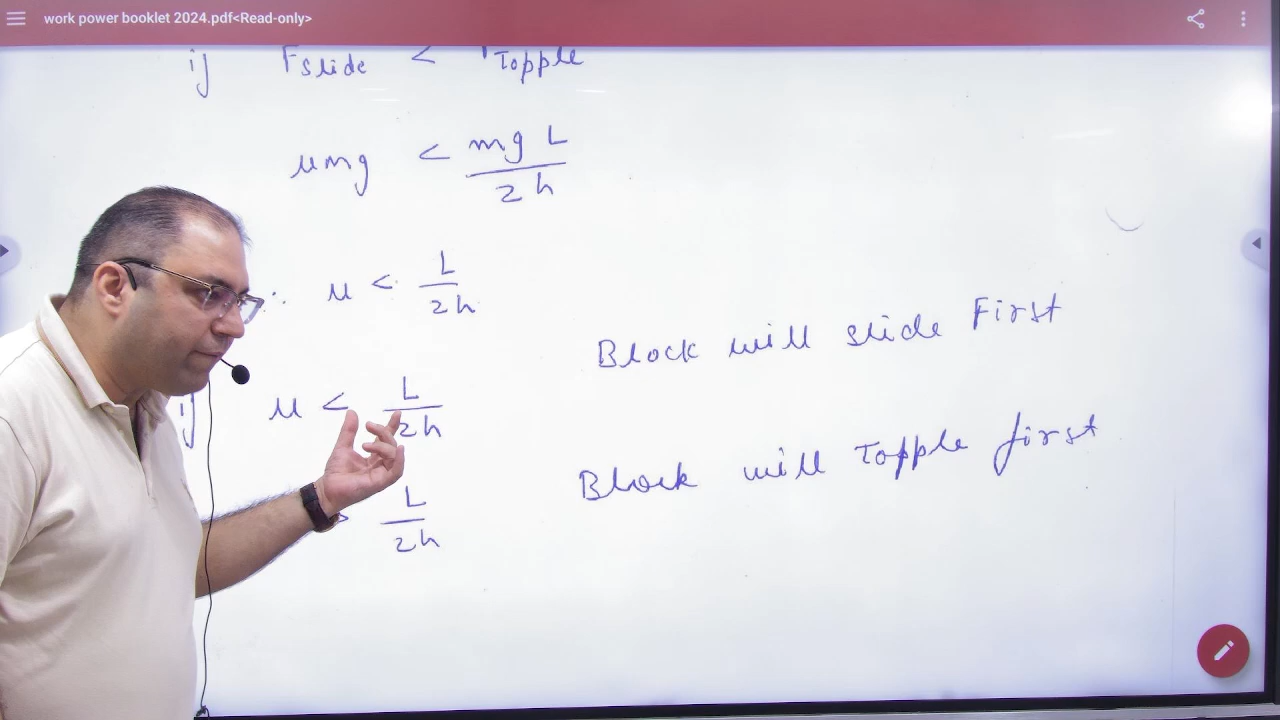 work power booklet 2024.pdf<Read-only>
if Fslide < Topple
μmg < mg L / 2h
∴ μ < L / 2h
Block will slide First
if μ < L / 2h
Block will Topple first
> L / 2h